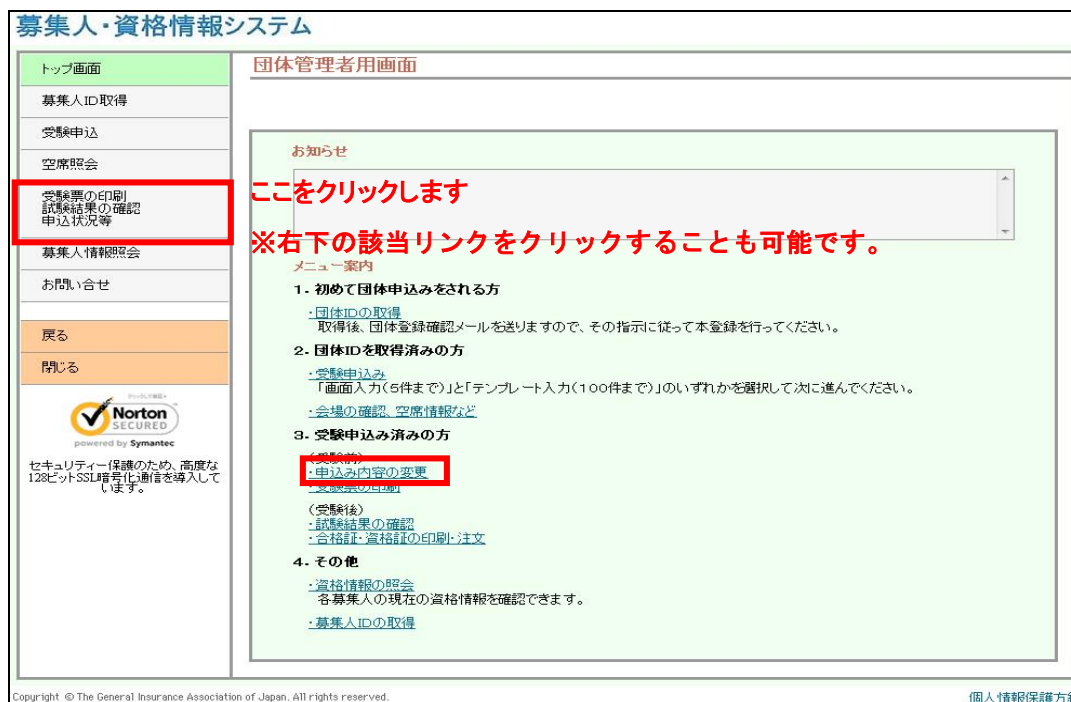 募集人・資格情報システム
トップ画面
募集人ID取得
受験申込
空席照会
受験票の印刷
試験結果の確認
申込状況等
募集人情報照会
お問い合せ
戻る
閉じる
Norton
SECURED
powered by Symantec
セキュリティー保護のため、高度な
128ビットSSL暗号化通信を導入して
います。
団体管理者用画面
お知らせ
ここをクリックします
※右下の該当リンクをクリックすることも可能です。
メニュー案内
1. 初めて団体申込みをされる方
・団体IDの取得
取得後、団体登録確認メールを送りますので、その指示に従って本登録を行ってください。
2. 団体IDを取得済みの方
・受験申込み
「画面入力(5件まで)」と「テンプレート入力(100件まで)」のいずれかを選択して次に進んでください。
・会場の確認、空席情報など
3. 受験申込み済みの方
(受験前)
・申込み内容の変更
・受験票の印刷
(受験後)
・試験結果の確認
・合格証・資格証の印刷・注文
4. その他
・資格情報の照会
各募集人の現在の資格情報を確認できます。
・募集人IDの取得
Copyright © The General Insurance Association of Japan. All rights reserved.
個人情報保護方針